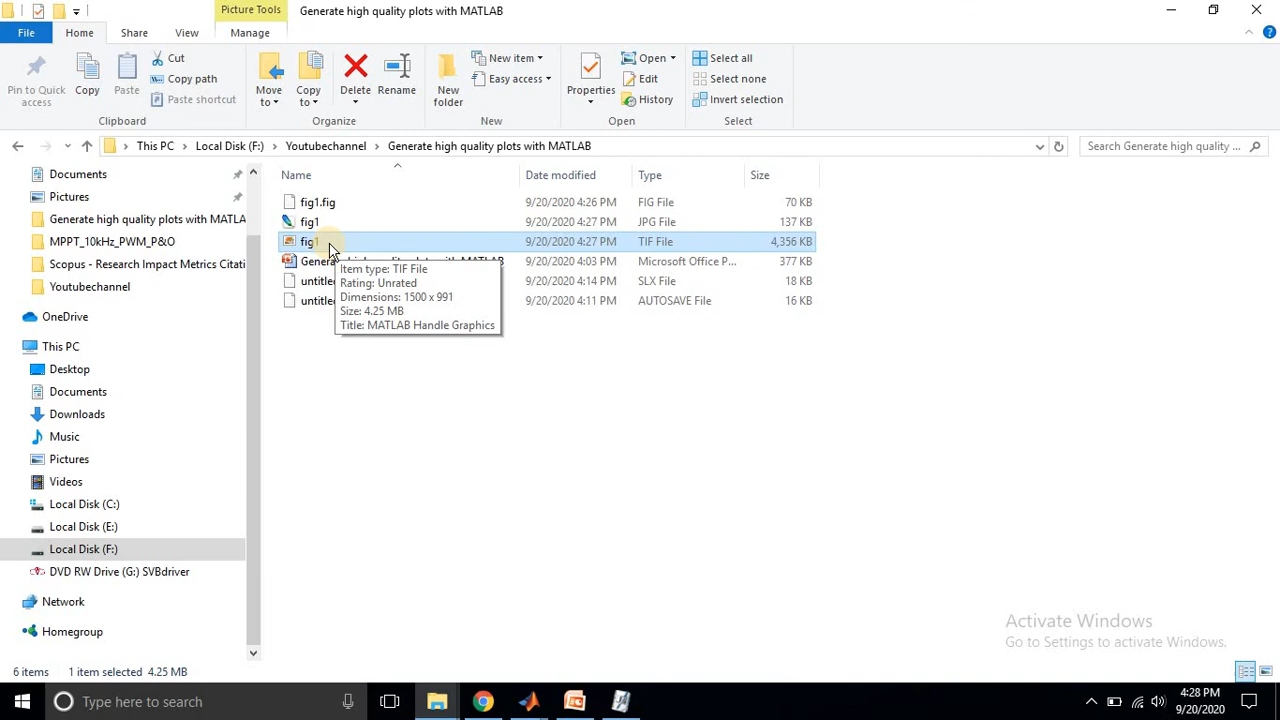 Picture Tools
Generate high quality plots with MATLAB
File
Home
Share
View
Manage
Pin to Quick access
Copy
Paste
Cut
Copy path
Paste shortcut
Clipboard
Move to
Copy to
Delete
Rename
Organize
New folder
New item
Easy access
New
Properties
Open
Edit
History
Open
Select all
Select none
Invert selection
Select
This PC
Local Disk (F:)
Youtubechannel
Generate high quality plots with MATLAB
Search Generate high quality ...
Documents
Pictures
Generate high quality plots with MATLA
MPPT_10kHz_PWM_P&O
Scopus - Research Impact Metrics Citati
Youtubechannel
OneDrive
This PC
Desktop
Documents
Downloads
Music
Pictures
Videos
Local Disk (C:)
Local Disk (E:)
Local Disk (F:)
DVD RW Drive (G:) SVBdriver
Network
Homegroup
Name Date modified Type Size
fig1.fig 9/20/2020 4:26 PM FIG File 70 KB
fig1 9/20/2020 4:27 PM JPG File 137 KB
fig1 9/20/2020 4:27 PM TIF File 4,356 KB
Generate high quality plots with MATLAB 9/20/2020 4:03 PM Microsoft Office P... 377 KB
untitle 9/20/2020 4:14 PM SLX File 18 KB
untitle 9/20/2020 4:11 PM AUTOSAVE File 16 KB
Item type: TIF File
Rating: Unrated
Dimensions: 1500 x 991
Size: 4.25 MB
Title: MATLAB Handle Graphics
Activate Windows
Go to Settings to activate Windows.
6 items 1 item selected 4.25 MB
Type here to search
4:28 PM
9/20/2020